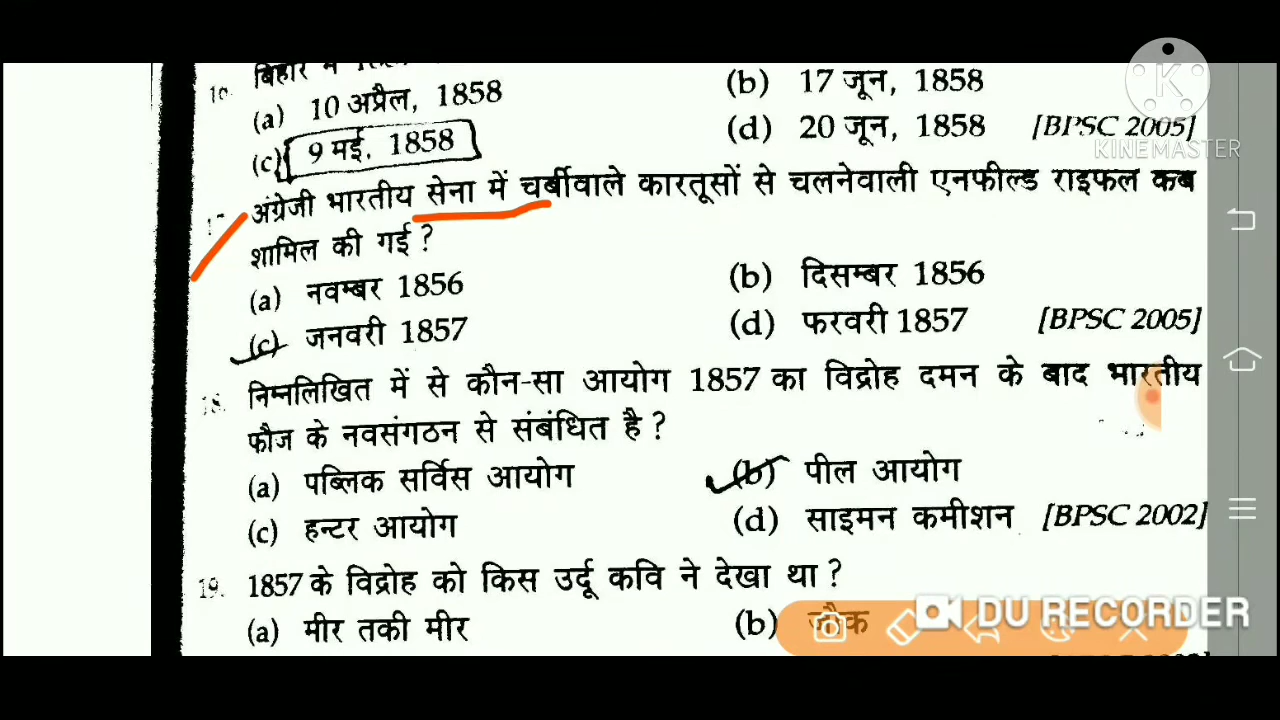 16. बिहार में
(a) 10 अप्रैल, 1858 (b) 17 जून, 1858
(c) 9 मई, 1858 (d) 20 जून, 1858 [BPSC 2005]
KINEMASTER
17. अंग्रेजी भारतीय सेना में चर्बीवाले कारतूसों से चलनेवाली एनफील्ड राइफल कब
शामिल की गई ?
(a) नवम्बर 1856 (b) दिसम्बर 1856
(c) जनवरी 1857 (d) फरवरी 1857 [BPSC 2005]
18. निम्नलिखित में से कौन-सा आयोग 1857 का विद्रोह दमन के बाद भारतीय
फौज के नवसंगठन से संबंधित है ?
(a) पब्लिक सर्विस आयोग (b) पील आयोग
(c) हन्टर आयोग (d) साइमन कमीशन [BPSC 2002]
19. 1857 के विद्रोह को किस उर्दू कवि ने देखा था ?
(a) मीर तकी मीर (b) जौक
DU RECORDER